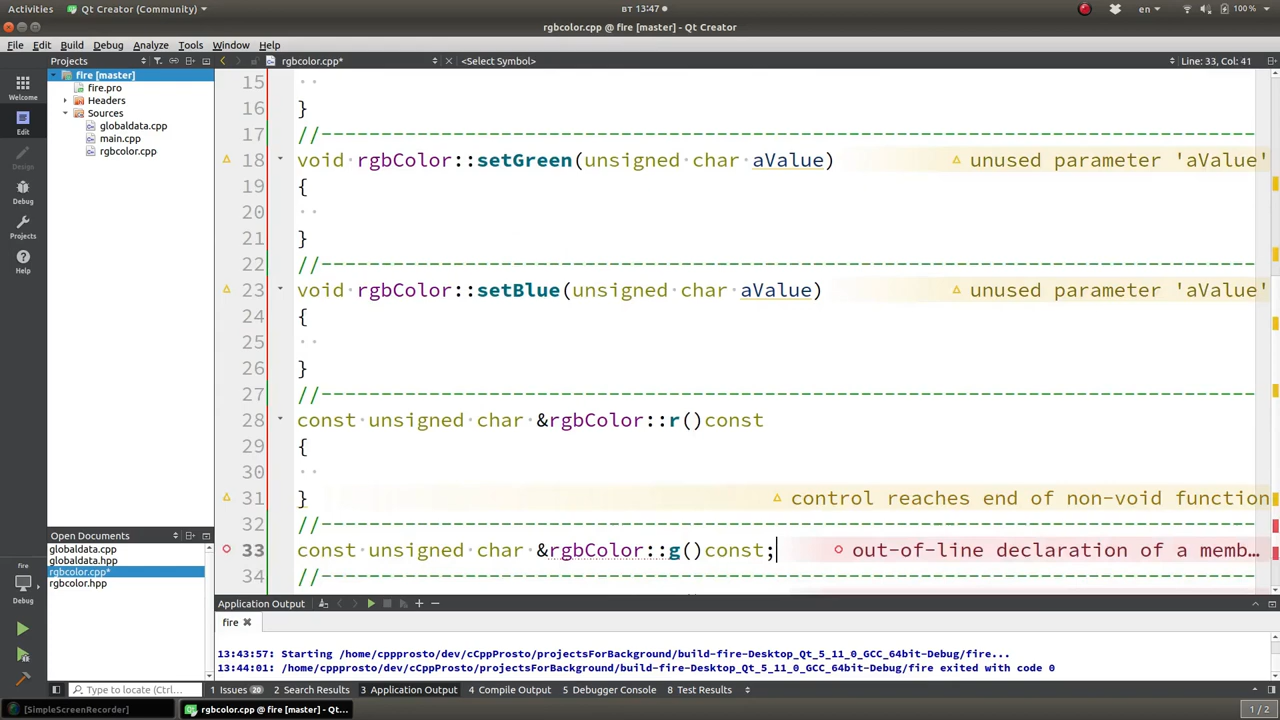 Activities Qt Creator (Community) ВТ 13:47 en 100 %
rgbcolor.cpp @ fire [master] - Qt Creator
File Edit Build Debug Analyze Tools Window Help
Projects rgbcolor.cpp* <Select Symbol> Line: 33, Col: 41
fire [master]
fire.pro
Headers
Sources
globaldata.cpp
main.cpp
rgbcolor.cpp
Welcome
Edit
Design
Debug
Projects
Help
15
16 }
17 //------------------------------------------------------------------------------
18 void rgbColor::setGreen(unsigned char aValue) unused parameter 'aValue'
19 {
20
21 }
22 //------------------------------------------------------------------------------
23 void rgbColor::setBlue(unsigned char aValue) unused parameter 'aValue'
24 {
25
26 }
27 //------------------------------------------------------------------------------
28 const unsigned char &rgbColor::r()const
29 {
30
31 } control reaches end of non-void function
32 //------------------------------------------------------------------------------
33 const unsigned char &rgbColor::g()const; out-of-line declaration of a memb…
34 //------------------------------------------------------------------------------
Open Documents
globaldata.cpp
globaldata.hpp
rgbcolor.cpp*
rgbcolor.hpp
fire
Debug
Application Output
fire
13:43:57: Starting /home/cppprosto/dev/cCppProsto/projectsForBackground/build-fire-Desktop_Qt_5_11_0_GCC_64bit-Debug/fire...
13:44:01: /home/cppprosto/dev/cCppProsto/projectsForBackground/build-fire-Desktop_Qt_5_11_0_GCC_64bit-Debug/fire exited with code 0
Type to locate (Ctrl... 1 Issues 20 2 Search Results 3 Application Output 4 Compile Output 5 Debugger Console 8 Test Results
[SimpleScreenRecorder] rgbcolor.cpp @ fire [master] - Qt Cr... 1 / 2